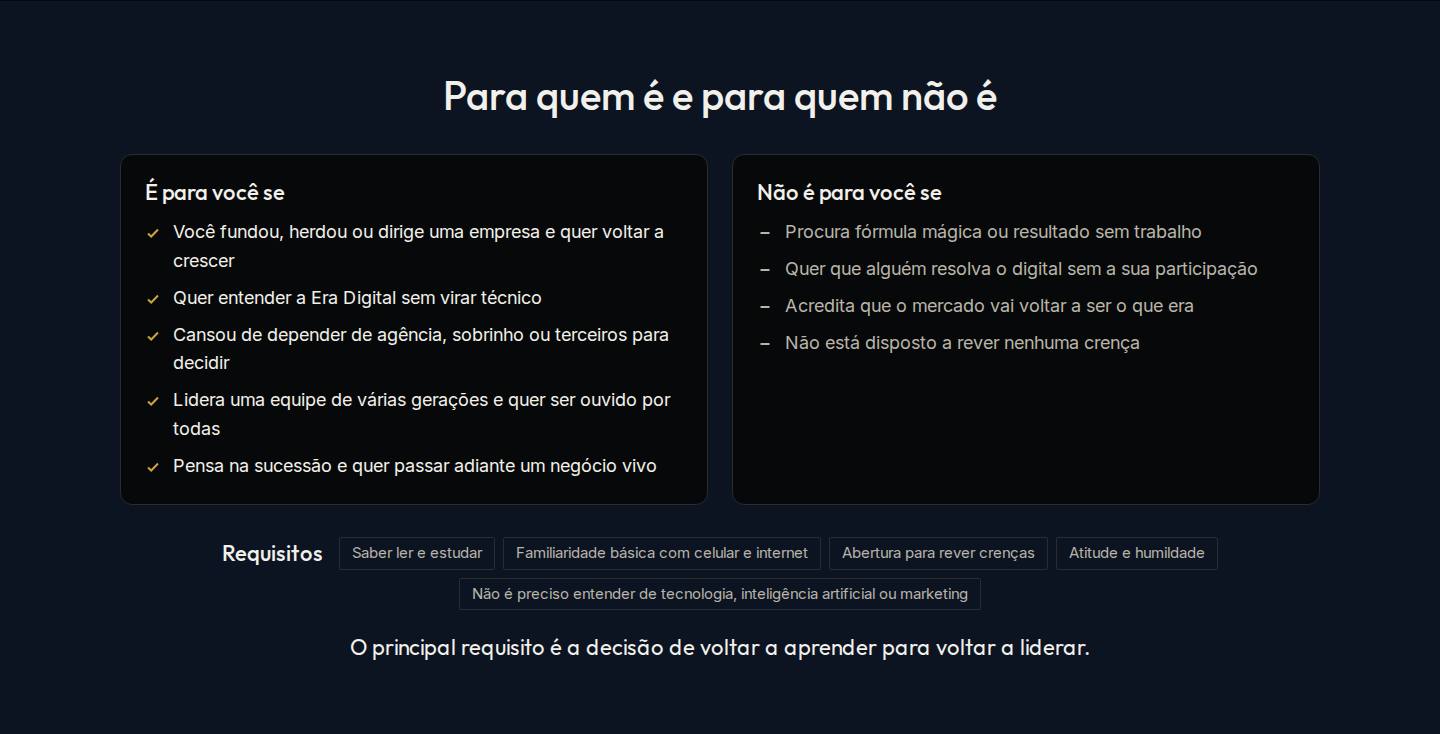 Para quem é e para quem não é
É para você se
Você fundou, herdou ou dirige uma empresa e quer voltar a
crescer
Quer entender a Era Digital sem virar técnico
Cansou de depender de agência, sobrinho ou terceiros para
decidir
Lidera uma equipe de várias gerações e quer ser ouvido por
todas
Pensa na sucessão e quer passar adiante um negócio vivo
Não é para você se
Procura fórmula mágica ou resultado sem trabalho
Quer que alguém resolva o digital sem a sua participação
Acredita que o mercado vai voltar a ser o que era
Não está disposto a rever nenhuma crença
Requisitos
Saber ler e estudar
Familiaridade básica com celular e internet
Abertura para rever crenças
Atitude e humildade
Não é preciso entender de tecnologia, inteligência artificial ou marketing
O principal requisito é a decisão de voltar a aprender para voltar a liderar.